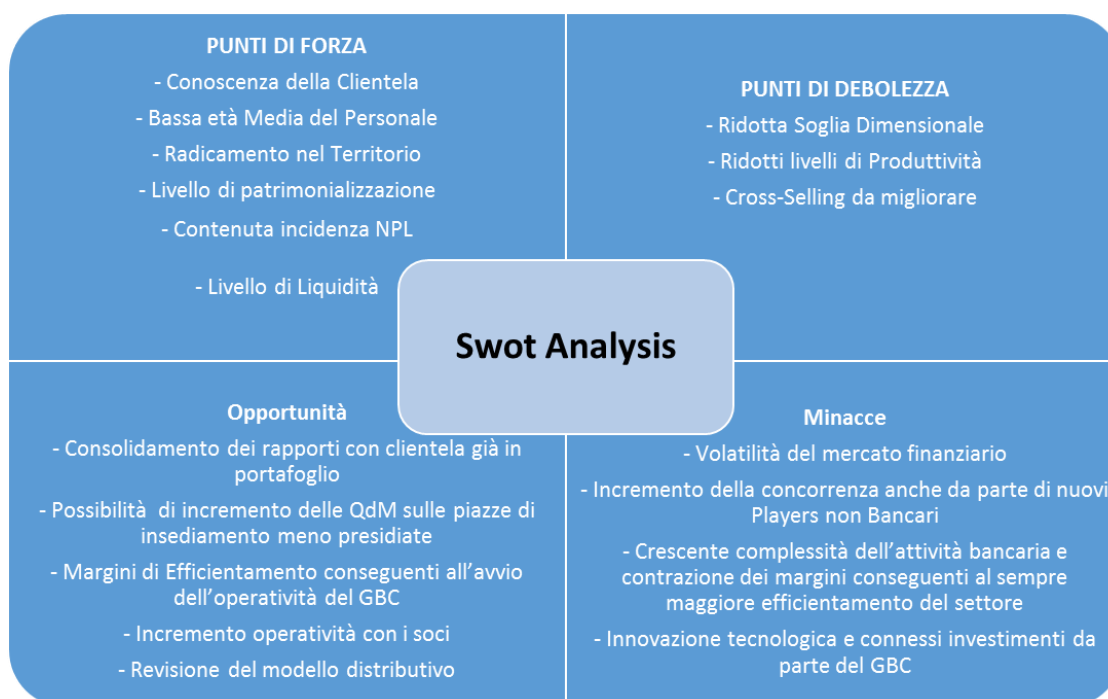 PUNTI DI FORZA
- Conoscenza della Clientela
- Bassa età Media del Personale
- Radicamento nel Territorio
- Livello di patrimonializzazione
- Contenuta incidenza NPL
- Livello di Liquidità
PUNTI DI DEBOLEZZA
- Ridotta Soglia Dimensionale
- Ridotti livelli di Produttività
- Cross-Selling da migliorare
Swot Analysis
Opportunità
- Consolidamento dei rapporti con clientela già in
portafoglio
- Possibilità di incremento delle QdM sulle piazze di
insediamento meno presidiate
- Margini di Efficientamento conseguenti all'avvio
dell'operatività del GBC
- Incremento operatività con i soci
- Revisione del modello distributivo
Minacce
- Volatilità del mercato finanziario
- Incremento della concorrenza anche da parte di nuovi
Players non Bancari
- Crescente complessità dell'attività bancaria e
contrazione dei margini conseguenti al sempre
maggiore efficientamento del settore
- Innovazione tecnologica e connessi investimenti da
parte del GBC